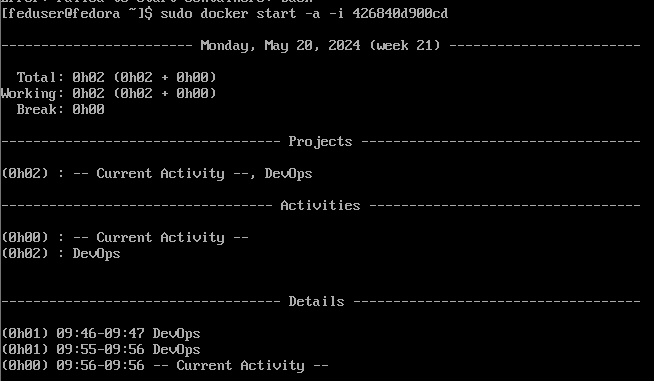 [feduser@fedora ~]$ sudo docker start -a -i 426840d900cd
------------------------ Monday, May 20, 2024 (week 21) -------------------------
Total: 0h02 (0h02 + 0h00)
Working: 0h02 (0h02 + 0h00)
Break: 0h00
----------------------------------- Projects -----------------------------------
(0h02) : -- Current Activity --, DevOps
---------------------------------- Activities ----------------------------------
(0h00) : -- Current Activity --
(0h02) : DevOps
----------------------------------- Details ------------------------------------
(0h01) 09:46-09:47 DevOps
(0h01) 09:55-09:56 DevOps
(0h00) 09:56-09:56 -- Current Activity --